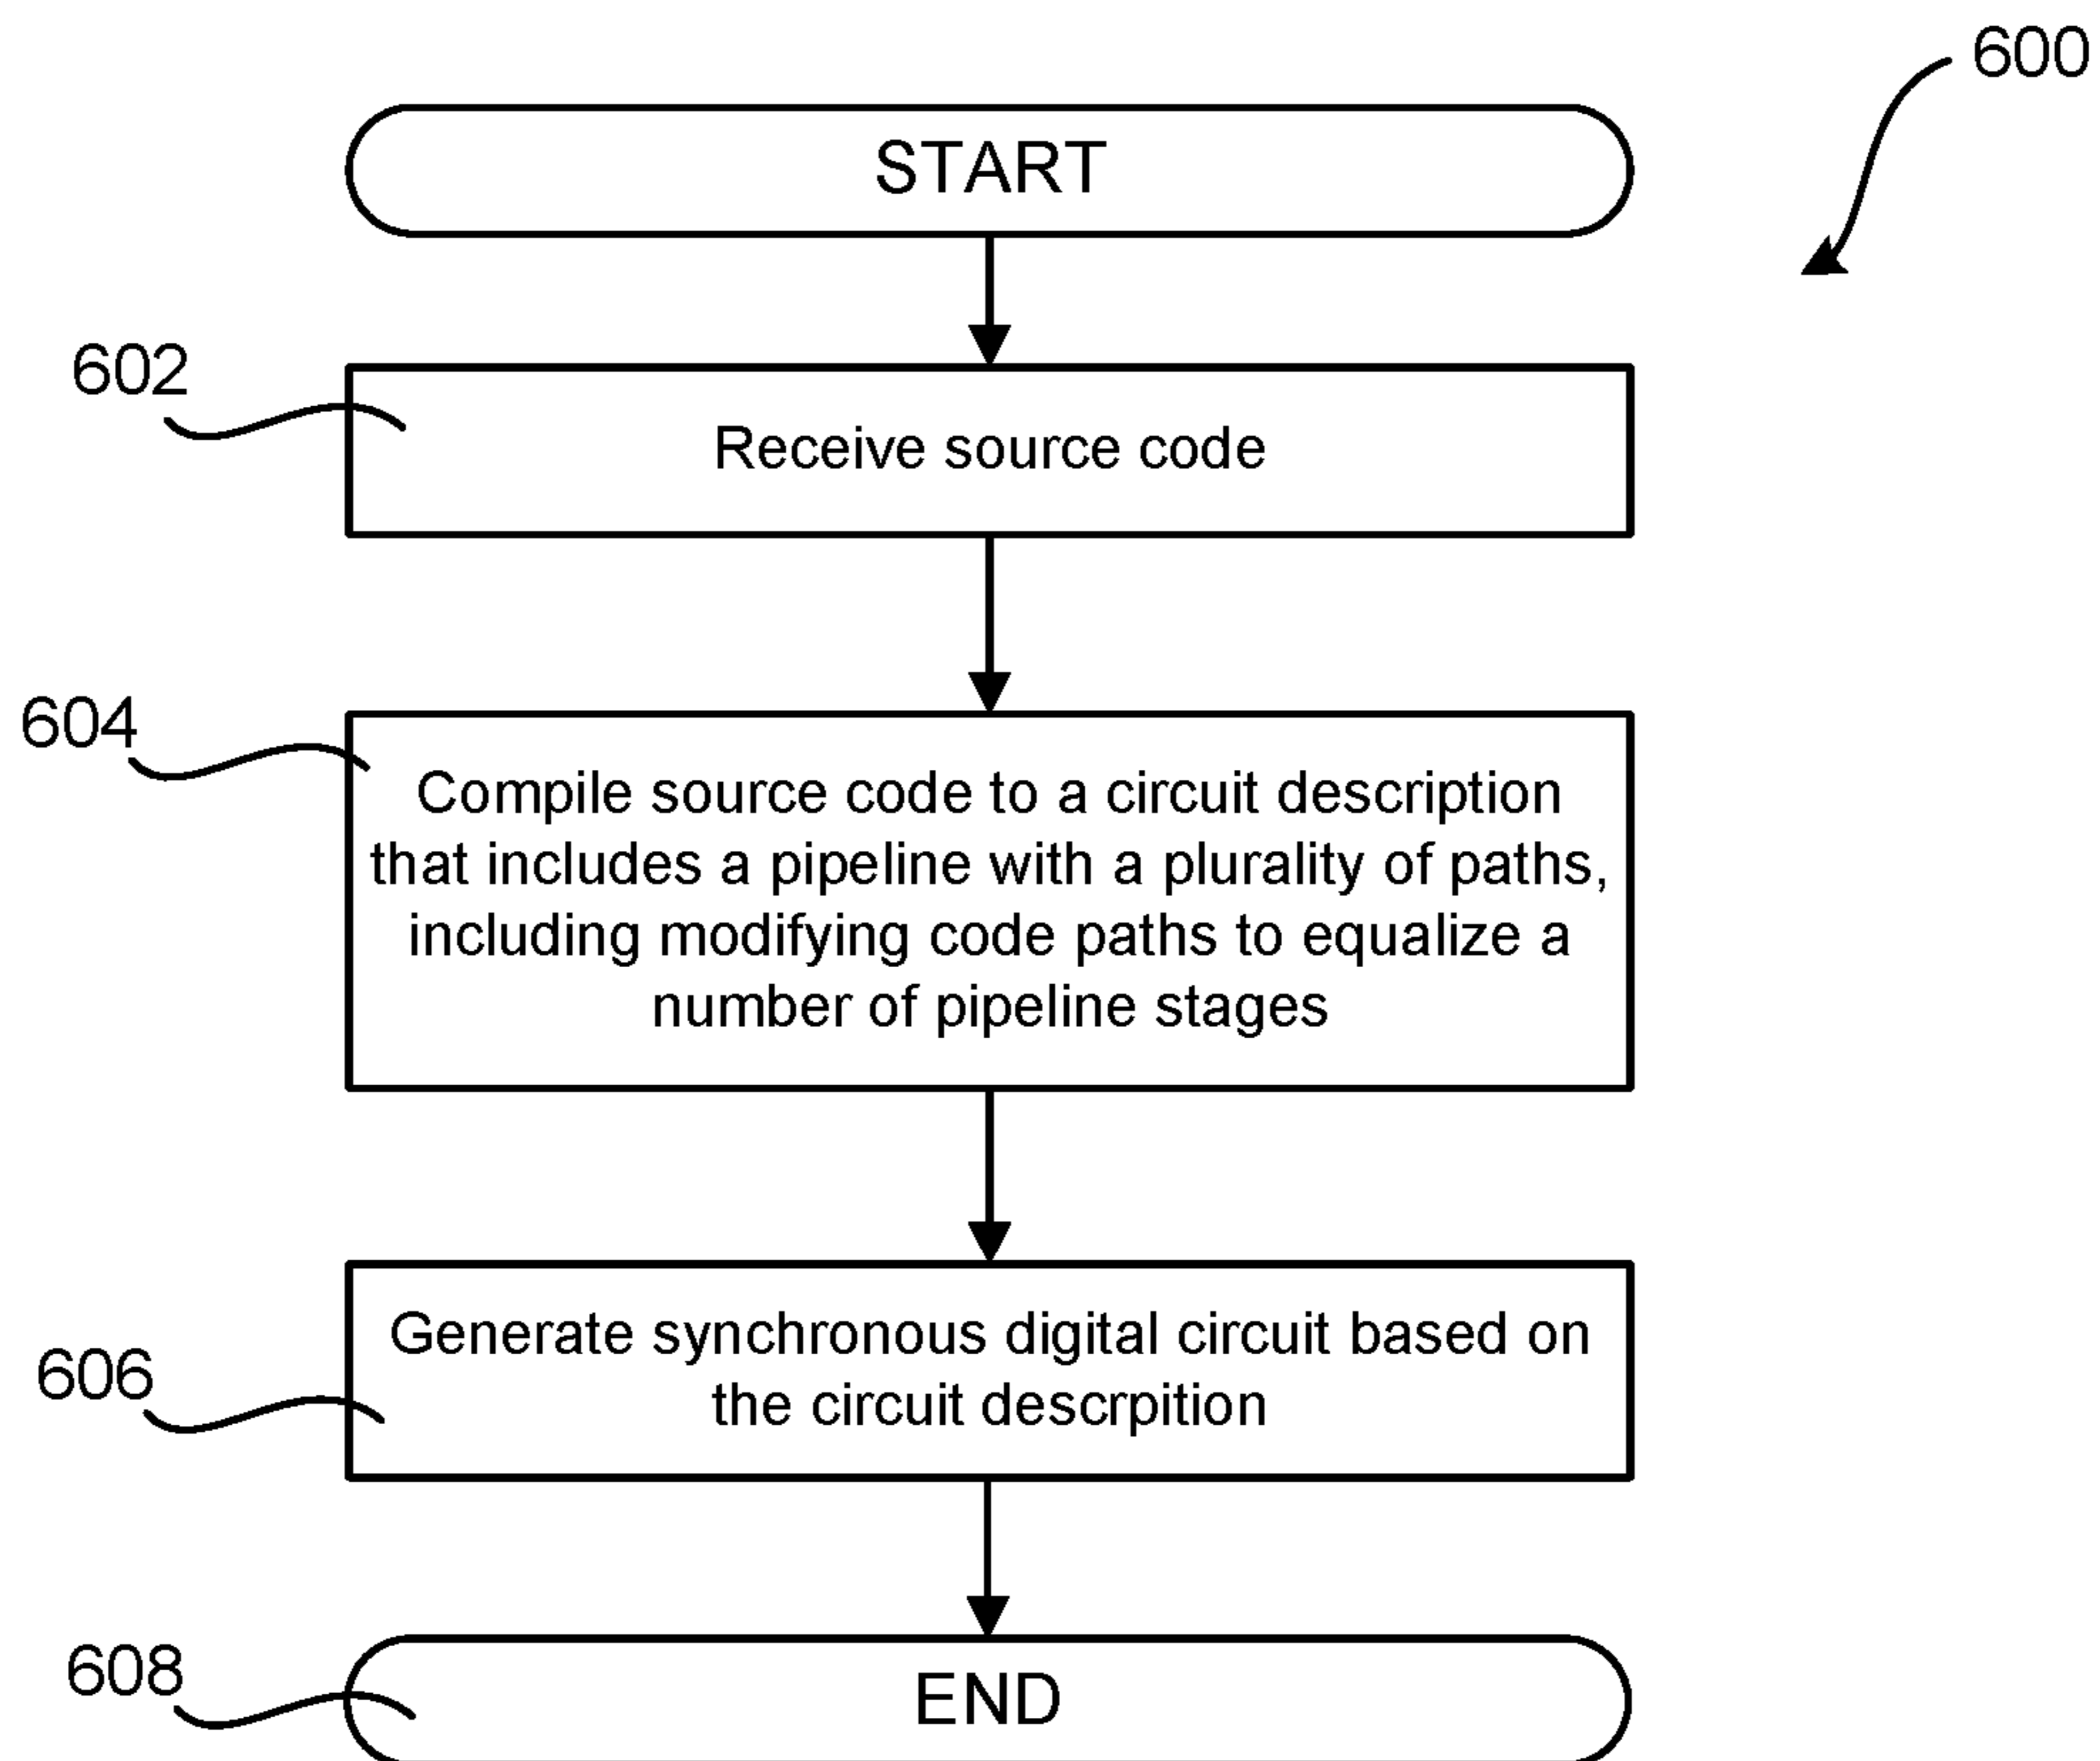 600
START
602
Receive source code
604
Compile source code to a circuit description
that includes a pipeline with a plurality of paths,
including modifying code paths to equalize a
number of pipeline stages
606
Generate synchronous digital circuit based on
the circuit descrpition
608
END